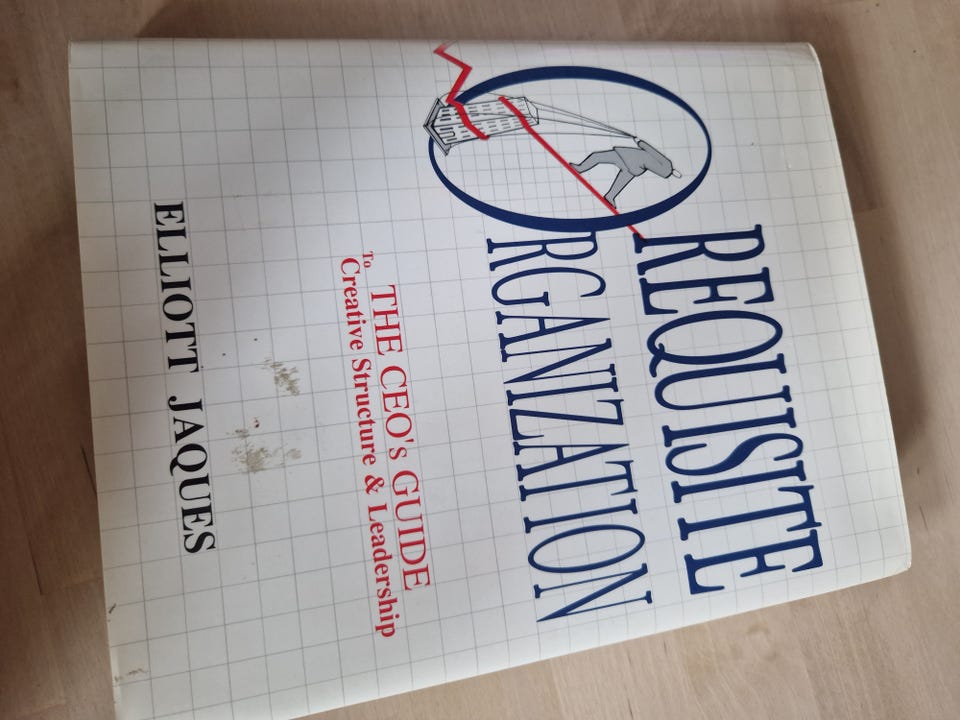 REQUISITE
ORGANIZATION
THE CEO's GUIDE
To Creative Structure & Leadership
ELLIOTT JAQUES